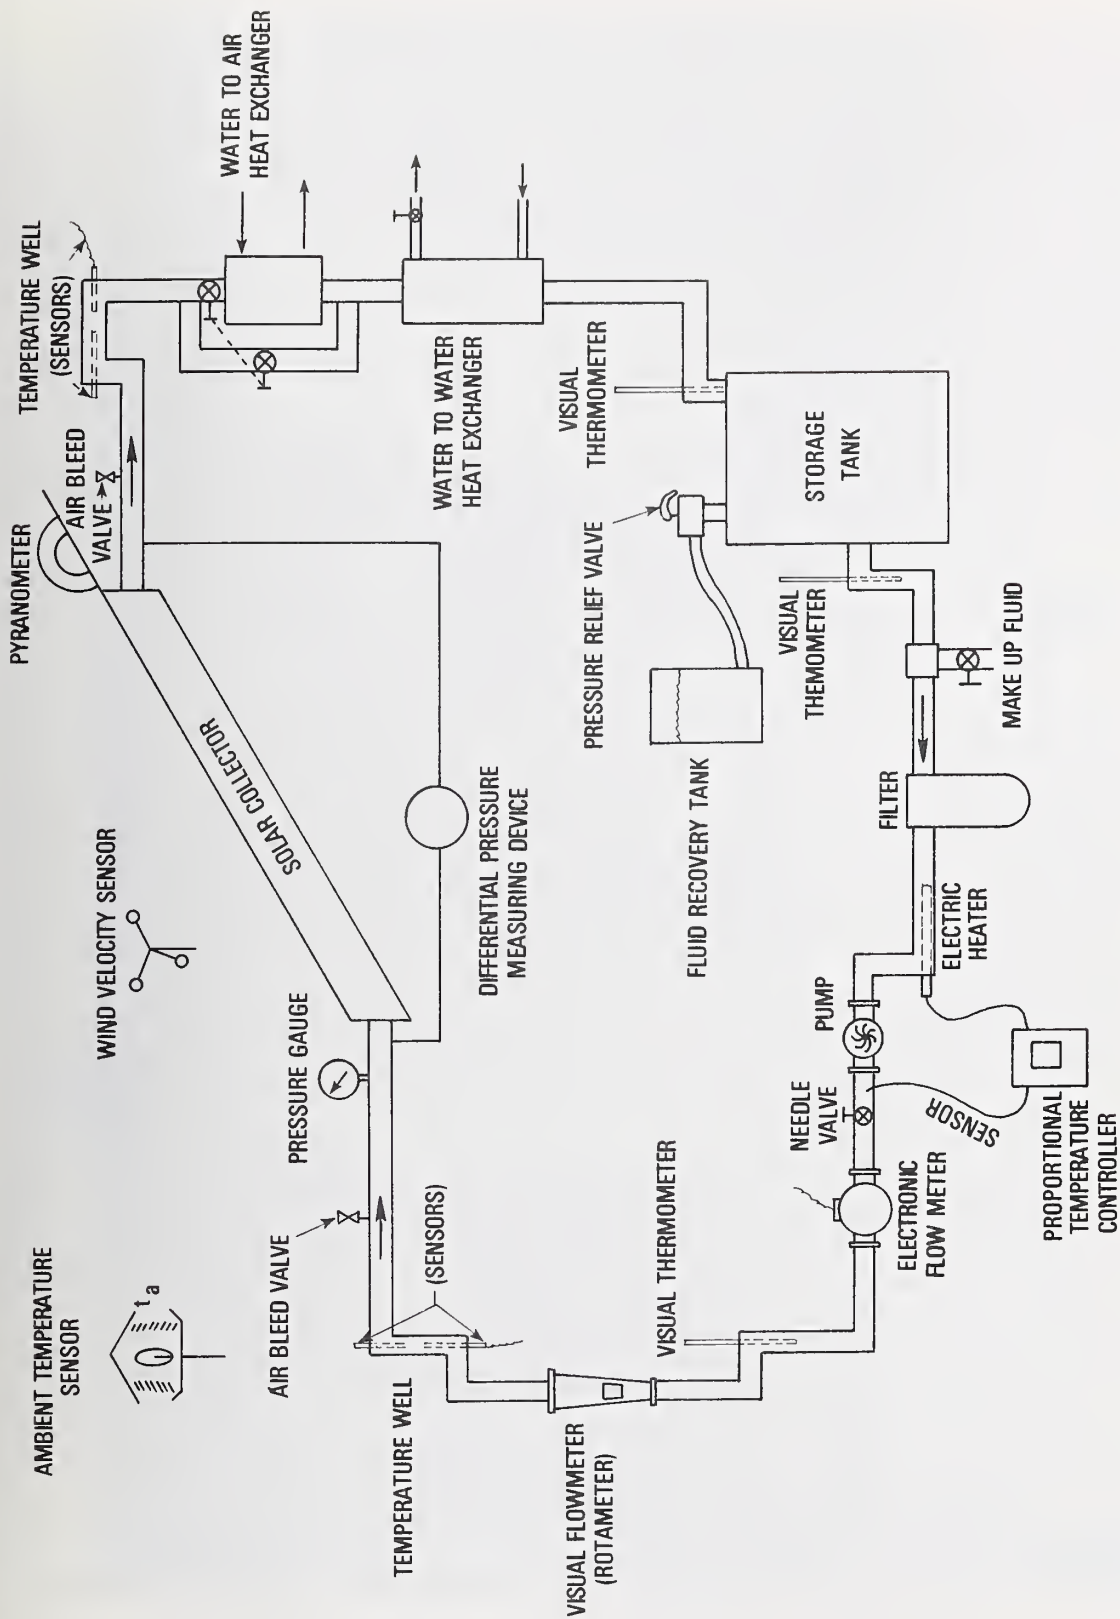 AMBIENT TEMPERATURE
SENSOR
t a
WIND VELOCITY SENSOR
PYRANOMETER
AIR BLEED
VALVE
TEMPERATURE WELL
(SENSORS)
WATER TO AIR
HEAT EXCHANGER
SOLAR COLLECTOR
PRESSURE GAUGE
AIR BLEED VALVE
(SENSORS)
TEMPERATURE WELL
DIFFERENTIAL PRESSURE
MEASURING DEVICE
WATER TO WATER
HEAT EXCHANGER
VISUAL
THERMOMETER
PRESSURE RELIEF VALVE
FLUID RECOVERY TANK
STORAGE
TANK
VISUAL
THEMOMETER
MAKE UP FLUID
FILTER
ELECTRIC
HEATER
PUMP
NEEDLE
VALVE
SENSOR
VISUAL THERMOMETER
VISUAL FLOWMETER
(ROTAMETER)
ELECTRONIC
FLOW METER
PROPORTIONAL
TEMPERATURE
CONTROLLER